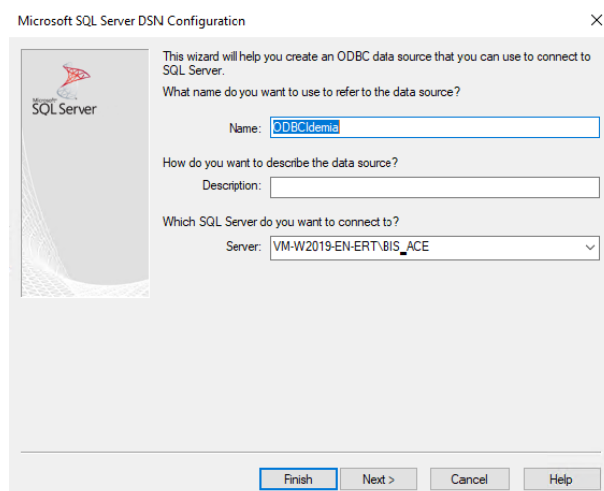 Microsoft SQL Server DSN Configuration
Microsoft
SQL Server
This wizard will help you create an ODBC data source that you can use to connect to
SQL Server.
What name do you want to use to refer to the data source?
Name: ODBCIdemia
How do you want to describe the data source?
Description:
Which SQL Server do you want to connect to?
Server: VM-W2019-EN-ERT\BIS_ACE
Finish Next > Cancel Help